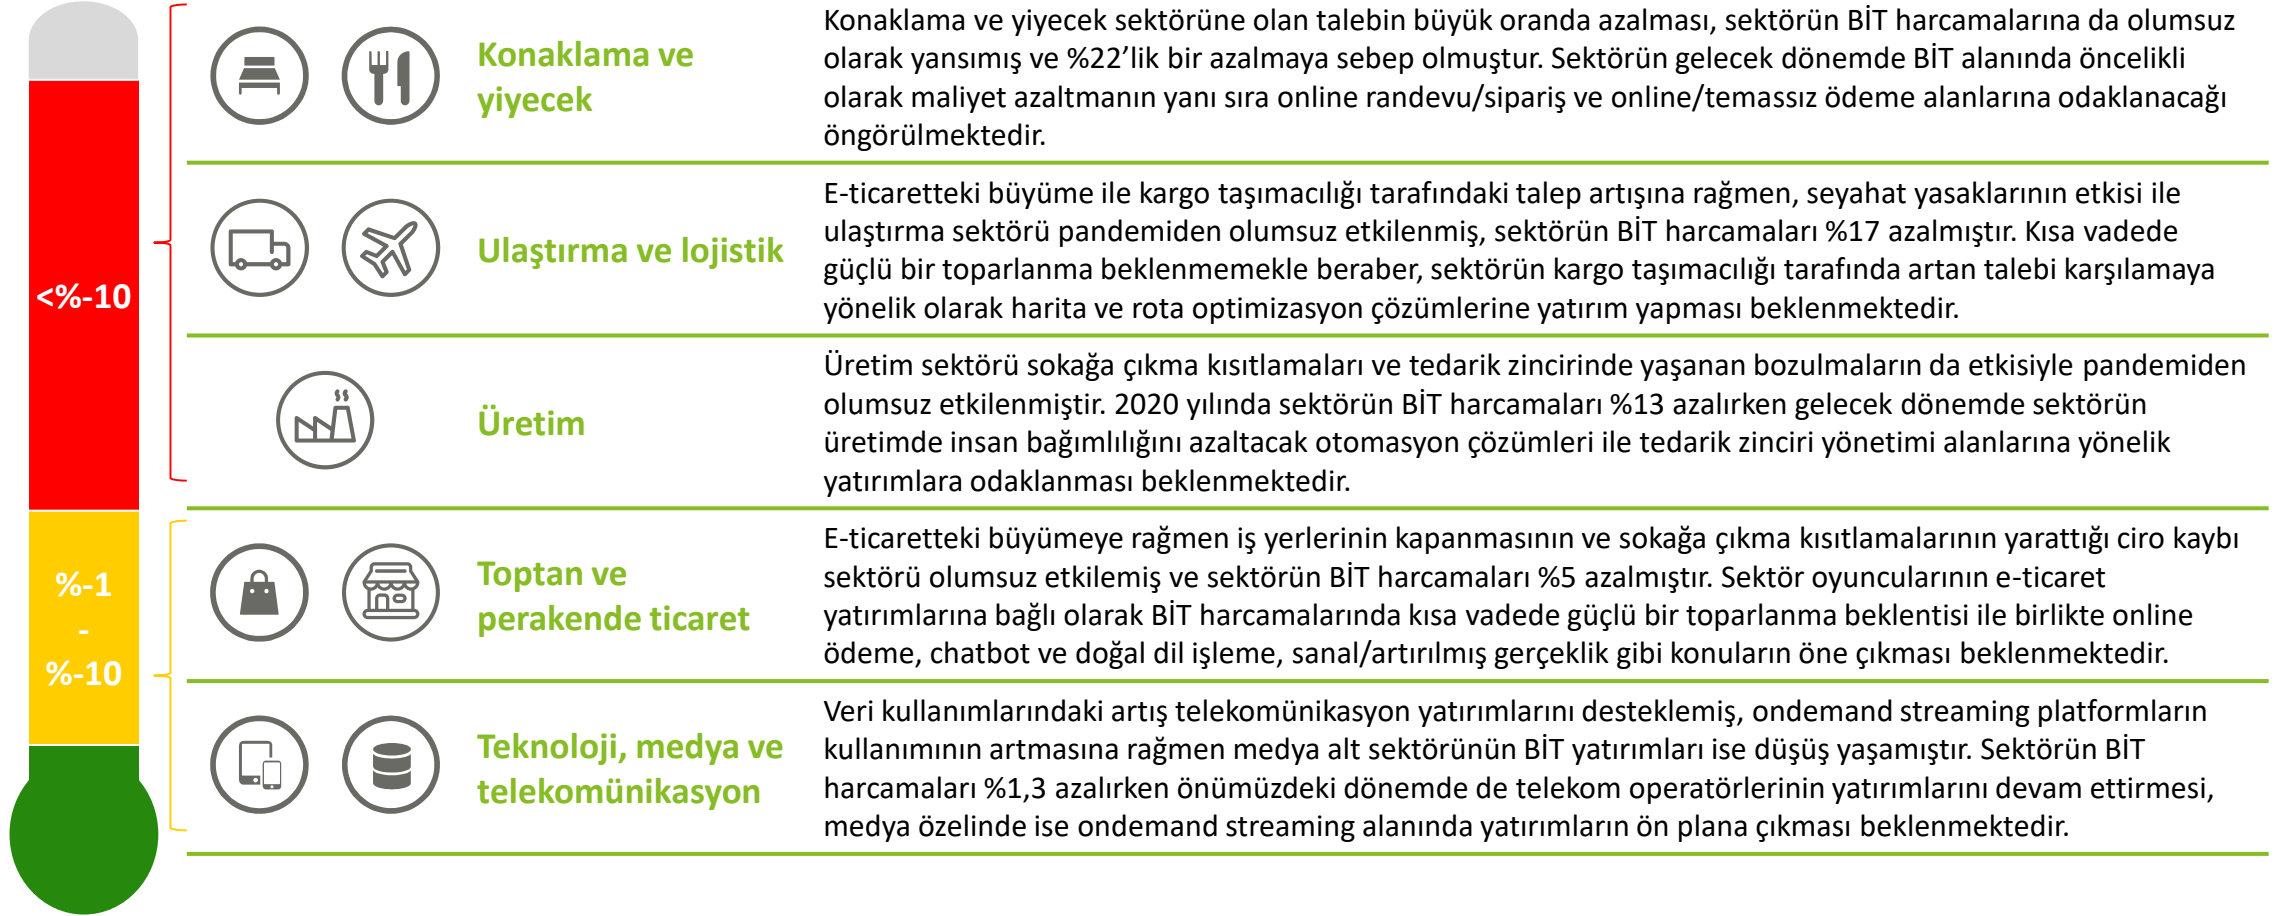 Konaklama ve
yiyecek
Konaklama ve yiyecek sektörüne olan talebin büyük oranda azalması, sektörün BİT harcamalarına da olumsuz
olarak yansımış ve %22’lik bir azalmaya sebep olmuştur. Sektörün gelecek dönemde BİT alanında öncelikli
olarak maliyet azaltmanın yanı sıra online randevu/sipariş ve online/temassız ödeme alanlarına odaklanacağı
öngörülmektedir.
<%-10
Ulaştırma ve lojistik
E-ticaretteki büyüme ile kargo taşımacılığı tarafındaki talep artışına rağmen, seyahat yasaklarının etkisi ile
ulaştırma sektörü pandemiden olumsuz etkilenmiş, sektörün BİT harcamaları %17 azalmıştır. Kısa vadede
güçlü bir toparlanma beklenmemekle beraber, sektörün kargo taşımacılığı tarafında artan talebi karşılamaya
yönelik olarak harita ve rota optimizasyon çözümlerine yatırım yapması beklenmektedir.
Üretim
Üretim sektörü sokağa çıkma kısıtlamaları ve tedarik zincirinde yaşanan bozulmaların da etkisiyle pandemiden
olumsuz etkilenmiştir. 2020 yılında sektörün BİT harcamaları %13 azalırken gelecek dönemde sektörün
üretimde insan bağımlılığını azaltacak otomasyon çözümleri ile tedarik zinciri yönetimi alanlarına yönelik
yatırımlara odaklanması beklenmektedir.
%-1
-
%-10
Toptan ve
perakende ticaret
E-ticaretteki büyümeye rağmen iş yerlerinin kapanmasının ve sokağa çıkma kısıtlamalarının yarattığı ciro kaybı
sektörü olumsuz etkilemiş ve sektörün BİT harcamaları %5 azalmıştır. Sektör oyuncularının e-ticaret
yatırımlarına bağlı olarak BİT harcamalarında kısa vadede güçlü bir toparlanma beklentisi ile birlikte online
ödeme, chatbot ve doğal dil işleme, sanal/artırılmış gerçeklik gibi konuların öne çıkması beklenmektedir.
Teknoloji, medya ve
telekomünikasyon
Veri kullanımlarındaki artış telekomünikasyon yatırımlarını desteklemiş, ondemand streaming platformların
kullanımının artmasına rağmen medya alt sektörünün BİT yatırımları ise düşüş yaşamıştır. Sektörün BİT
harcamaları %1,3 azalırken önümüzdeki dönemde de telekom operatörlerinin yatırımlarını devam ettirmesi,
medya özelinde ise ondemand streaming alanında yatırımların ön plana çıkması beklenmektedir.